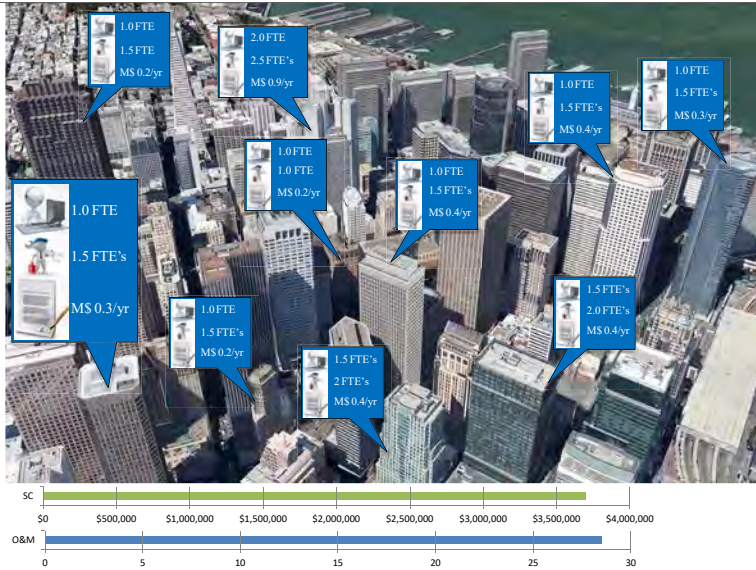 1.0 FTE
1.5 FTE
M$ 0.2/yr
2.0 FTE
2.5 FTE's
M$ 0.9/yr
1.0 FTE
1.5 FTE's
M$ 0.4/yr
1.0 FTE
1.5 FTE's
M$ 0.3/yr
1.0 FTE
1.0 FTE
M$ 0.2/yr
1.0 FTE
1.5 FTE's
M$ 0.4/yr
1.0 FTE
1.5 FTE's
M$ 0.3/yr
1.0 FTE
1.5 FTE's
M$ 0.2/yr
1.5 FTE's
2.0 FTE's
M$ 0.4/yr
1.5 FTE's
2 FTE's
M$ 0.4/yr
SC
$0 $500,000 $1,000,000 $1,500,000 $2,000,000 $2,500,000 $3,000,000 $3,500,000 $4,000,000
O&M
0 5 10 15 20 25 30